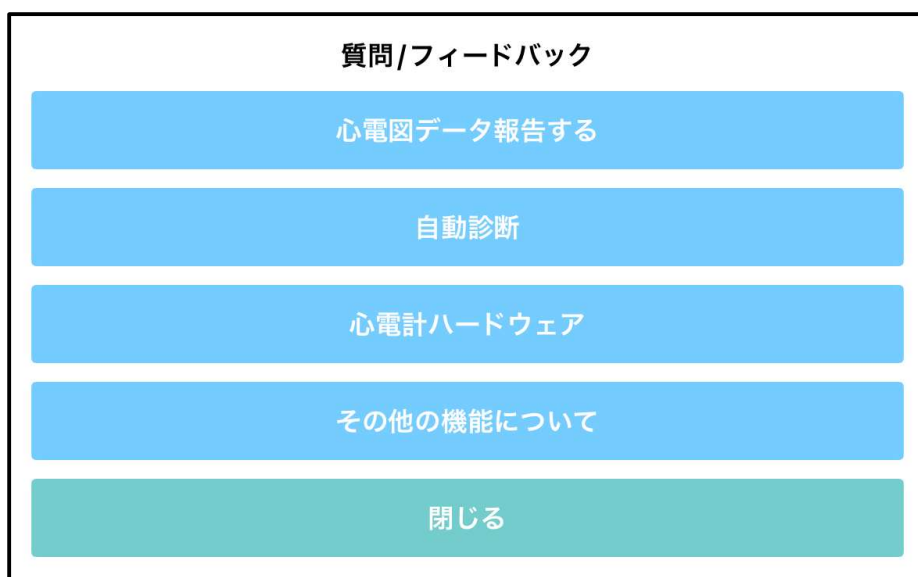 質問/フィードバック
心電図データ報告する
自動診断
心電計ハードウェア
その他の機能について
閉じる